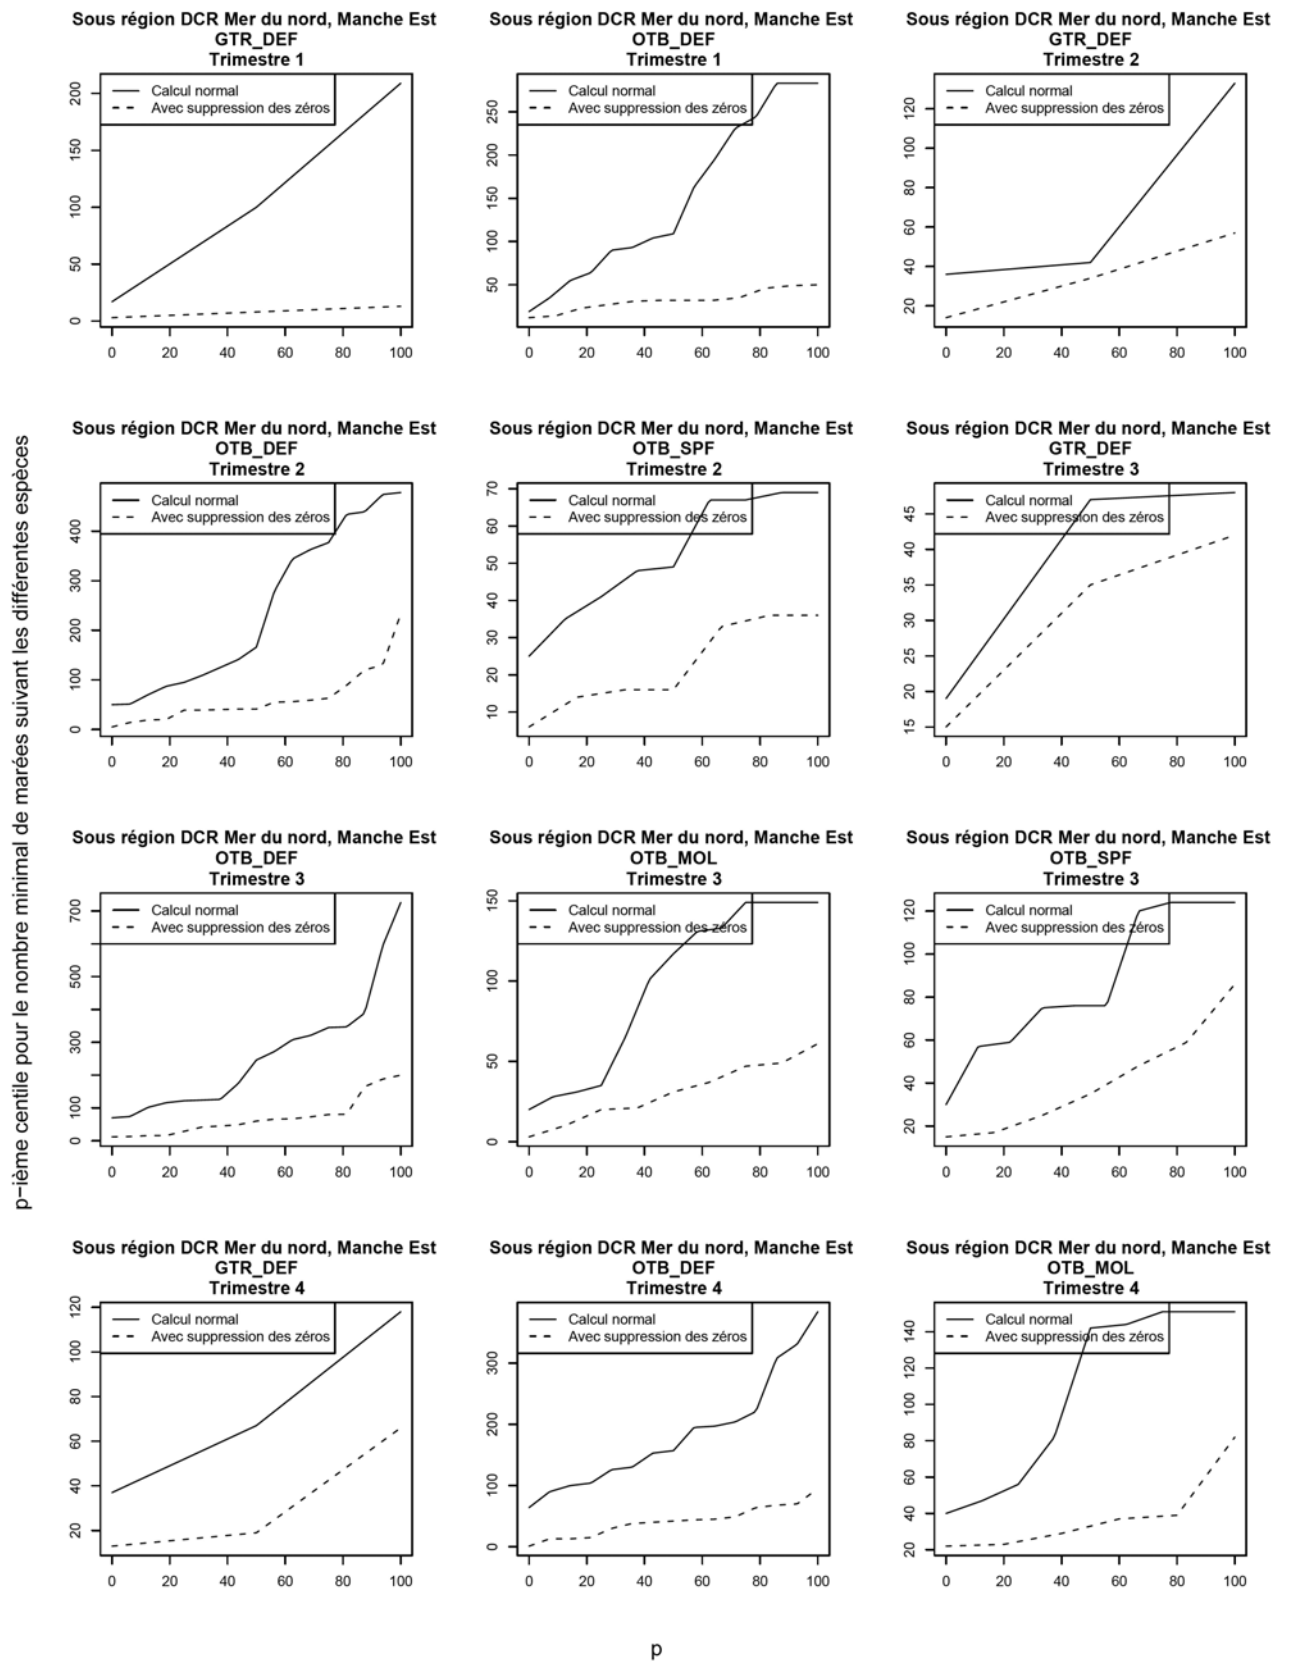 p−ième centile pour le nombre minimal de marées suivant les différentes espèces
Sous région DCR Mer du nord, Manche Est
GTR_DEF
Trimestre 1
Calcul normal
Avec suppression des zéros
0 50 100 150 200
0 20 40 60 80 100
Sous région DCR Mer du nord, Manche Est
OTB_DEF
Trimestre 1
Calcul normal
Avec suppression des zéros
50 100 150 200 250
0 20 40 60 80 100
Sous région DCR Mer du nord, Manche Est
GTR_DEF
Trimestre 2
Calcul normal
Avec suppression des zéros
20 40 60 80 100 120
0 20 40 60 80 100
Sous région DCR Mer du nord, Manche Est
OTB_DEF
Trimestre 2
Calcul normal
Avec suppression des zéros
0 100 200 300 400
0 20 40 60 80 100
Sous région DCR Mer du nord, Manche Est
OTB_SPF
Trimestre 2
Calcul normal
Avec suppression des zéros
10 20 30 40 50 60 70
0 20 40 60 80 100
Sous région DCR Mer du nord, Manche Est
GTR_DEF
Trimestre 3
Calcul normal
Avec suppression des zéros
15 20 25 30 35 40 45
0 20 40 60 80 100
Sous région DCR Mer du nord, Manche Est
OTB_DEF
Trimestre 3
Calcul normal
Avec suppression des zéros
0 100 300 500 700
0 20 40 60 80 100
Sous région DCR Mer du nord, Manche Est
OTB_MOL
Trimestre 3
Calcul normal
Avec suppression des zéros
0 50 100 150
0 20 40 60 80 100
Sous région DCR Mer du nord, Manche Est
OTB_SPF
Trimestre 3
Calcul normal
Avec suppression des zéros
20 40 60 80 100 120
0 20 40 60 80 100
Sous région DCR Mer du nord, Manche Est
GTR_DEF
Trimestre 4
Calcul normal
Avec suppression des zéros
20 40 60 80 100 120
0 20 40 60 80 100
Sous région DCR Mer du nord, Manche Est
OTB_DEF
Trimestre 4
Calcul normal
Avec suppression des zéros
0 100 200 300
0 20 40 60 80 100
Sous région DCR Mer du nord, Manche Est
OTB_MOL
Trimestre 4
Calcul normal
Avec suppression des zéros
20 40 60 80 100 120 140
0 20 40 60 80 100
p